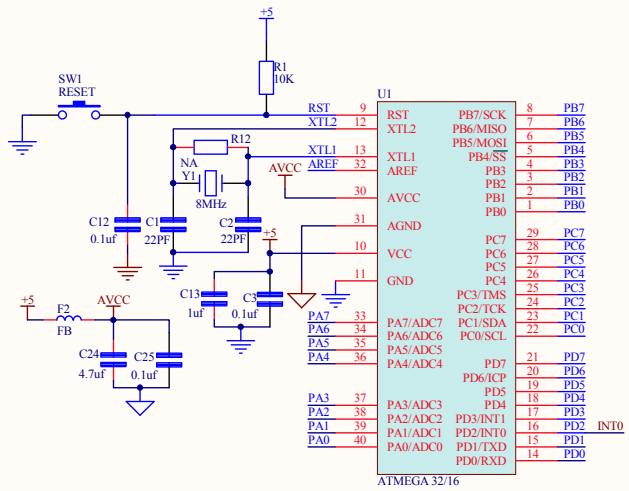 +5
R1
10K
SW1
RESET
U1
RST 9 RST PB7/SCK 8 PB7
XTL2 12 XTL2 PB6/MISO 7 PB6
PB5/MOSI 6 PB5
R12
XTL1 13 XTL1 PB4/SS 5 PB4
NA AREF 32 AREF PB3 4 PB3
Y1 AVCC PB2 3 PB2
8MHz 30 AVCC PB1 2 PB1
PB0 1 PB0
C12 0.1uf
C1 22PF
C2 22PF
31 AGND
PC7 29 PC7
+5
10 VCC PC6 28 PC6
PC5 27 PC5
11 GND PC4 26 PC4
PC3/TMS 25 PC3
C13 1uf
C3 0.1uf
PC2/TCK 24 PC2
PA7 33 PA7/ADC7 PC1/SDA 23 PC1
PA6 34 PA6/ADC6 PC0/SCL 22 PC0
PA5 35 PA5/ADC5
PA4 36 PA4/ADC4 PD7 21 PD7
PD6/ICP 20 PD6
PD5 19 PD5
PA3 37 PA3/ADC3 PD4 18 PD4
PA2 38 PA2/ADC2 PD3/INT1 17 PD3
PA1 39 PA1/ADC1 PD2/INT0 16 PD2 INT0
PA0 40 PA0/ADC0 PD1/TXD 15 PD1
PD0/RXD 14 PD0
ATMEGA 32/16
+5
F2
FB
AVCC
C24
4.7uf
C25
0.1uf